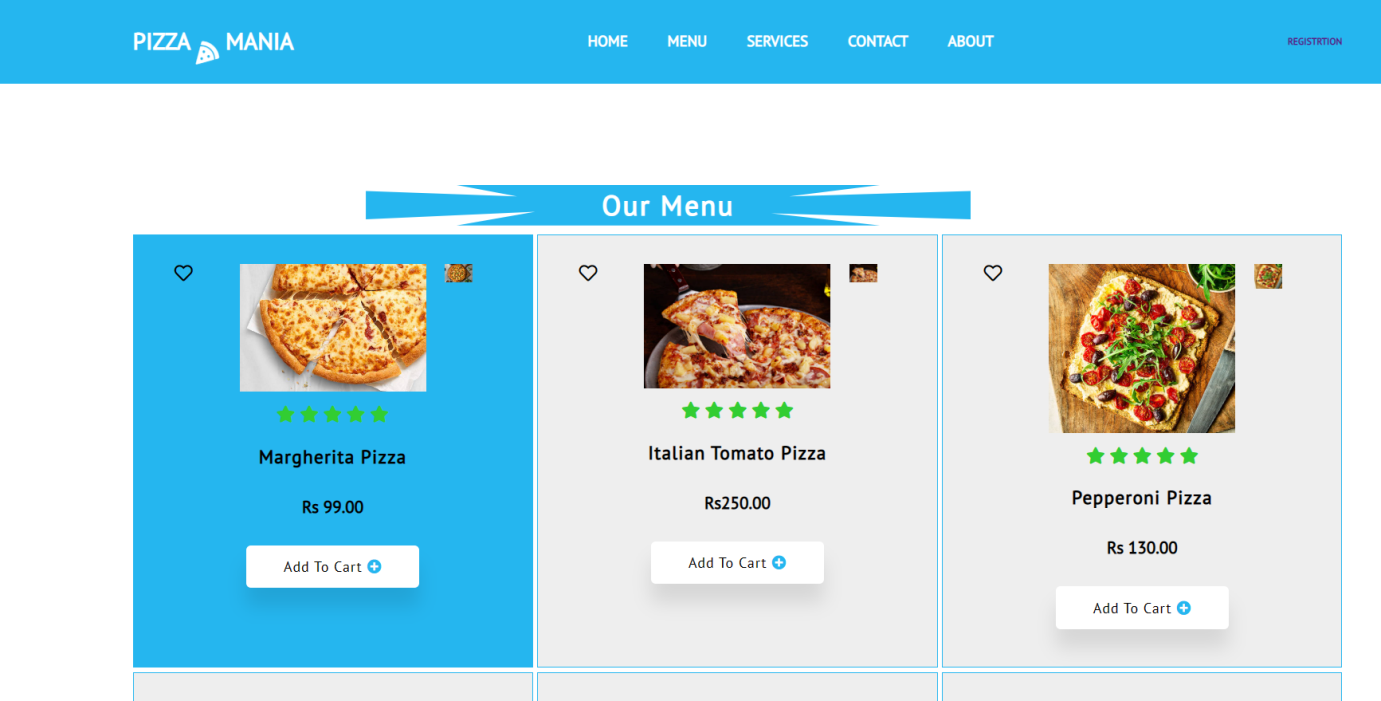 PIZZA MANIA
HOME MENU SERVICES CONTACT ABOUT
REGISTRTION
Our Menu
Margherita Pizza
Rs 99.00
Add To Cart
Italian Tomato Pizza
Rs250.00
Add To Cart
Pepperoni Pizza
Rs 130.00
Add To Cart